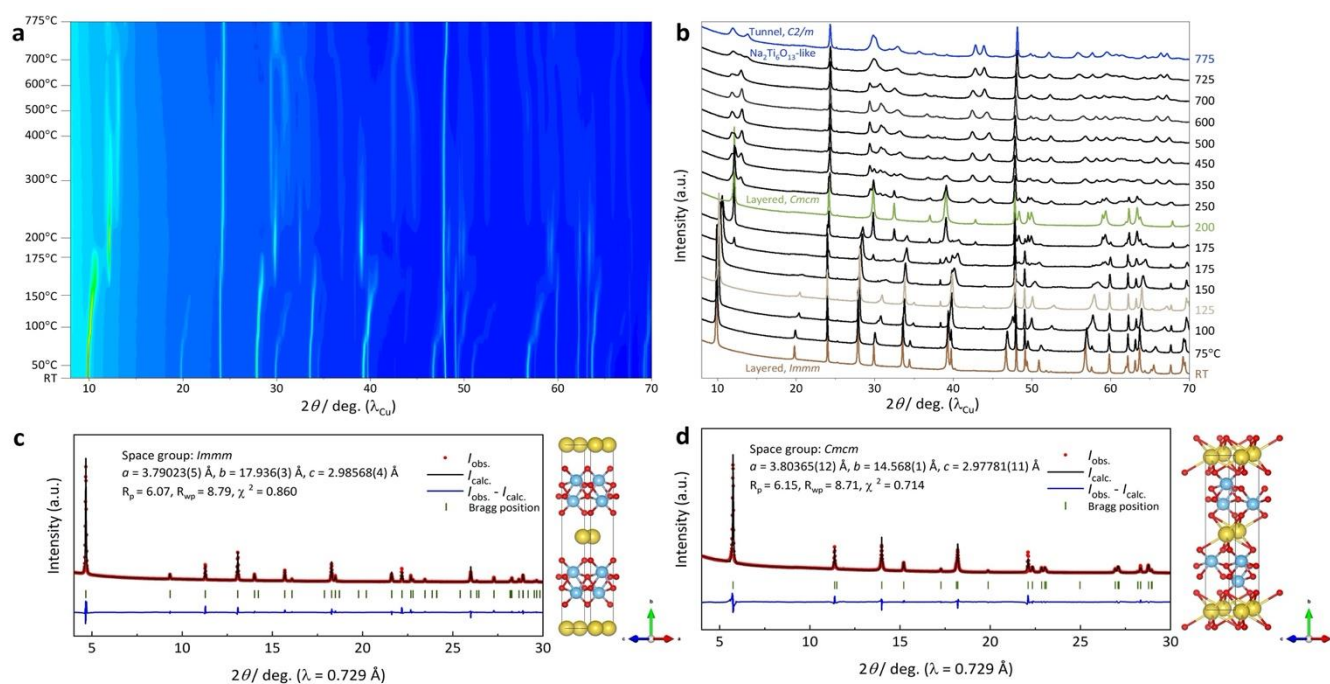 a
775°C
700°C
600°C
500°C
400°C
300°C
200°C
175°C
150°C
100°C
50°C
RT
10
20
30
40
50
60
70
2θ/ deg. (λCu)
b
Intensity (a.u.)
Tunnel, C2/m
Na2Ti6O13-like
Layered, Cmcm
Layered, Immm
775
725
700
600
500
450
350
250
200
175
175
150
125
100
75°C
RT
10
20
30
40
50
60
70
2θ/ deg. (λCu)
c
Intensity (a.u.)
Space group: Immm
a = 3.79023(5) Å, b = 17.936(3) Å, c = 2.98568(4) Å
Rp = 6.07, Rwp = 8.79, χ 2 = 0.860
Iobs.
Icalc.
Iobs. - Icalc.
Bragg position
5
10
15
20
25
30
2θ/ deg. (λ = 0.729 Å)
b
c
a
d
Intensity (a.u.)
Space group: Cmcm
a = 3.80365(12) Å, b = 14.568(1) Å, c = 2.97781(11) Å
Rp = 6.15, Rwp = 8.71, χ 2 = 0.714
Iobs.
Icalc.
Iobs. - Icalc.
Bragg position
5
10
15
20
25
30
2θ/ deg. (λ = 0.729 Å)
b
c
a